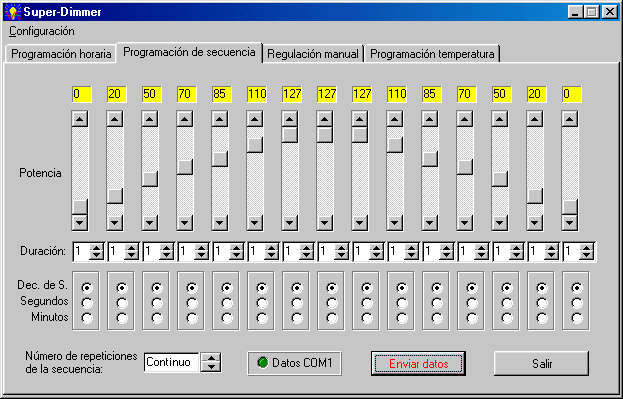 Super-Dimmer
Configuración
Programación horaria Programación de secuencia Regulación manual Programación temperatura
0 20 50 70 85 110 127 127 127 110 85 70 50 20 0
Potencia
Duración: 1 1 1 1 1 1 1 1 1 1 1 1 1 1 1
Dec. de S.
Segundos
Minutos
Número de repeticiones
de la secuencia:
Continuo
Datos COM1
Enviar datos
Salir